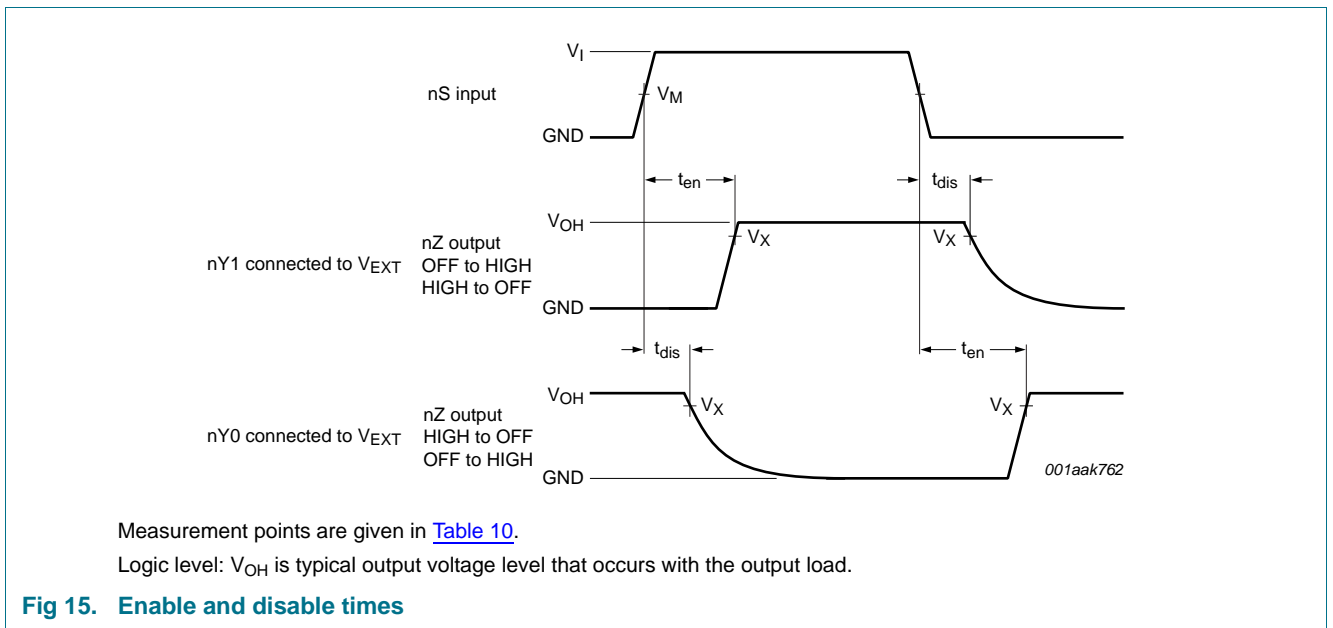 V_I
nS input
V_M
GND
t_en
t_dis
V_OH
nY1 connected to V_EXT
nZ output
OFF to HIGH
HIGH to OFF
V_X
V_X
GND
t_dis
t_en
V_OH
nY0 connected to V_EXT
nZ output
HIGH to OFF
OFF to HIGH
V_X
V_X
GND
001aak762
Measurement points are given in Table 10.
Logic level: V_OH is typical output voltage level that occurs with the output load.
Fig 15. Enable and disable times